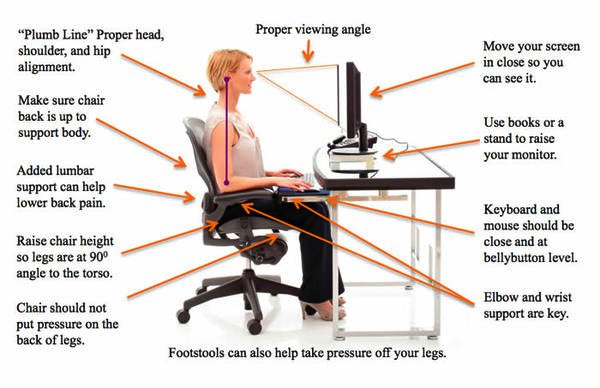 “Plumb Line” Proper head,
shoulder, and hip
alignment.
Make sure chair
back is up to
support body.
Added lumbar
support can help
lower back pain.
Raise chair height
so legs are at 90⁰
angle to the torso.
Chair should not
put pressure on the
back of legs.
Proper viewing angle
Move your screen
in close so you
can see it.
Use books or a
stand to raise
your monitor.
Keyboard and
mouse should be
close and at
bellybutton level.
Elbow and wrist
support are key.
Footstools can also help take pressure off your legs.